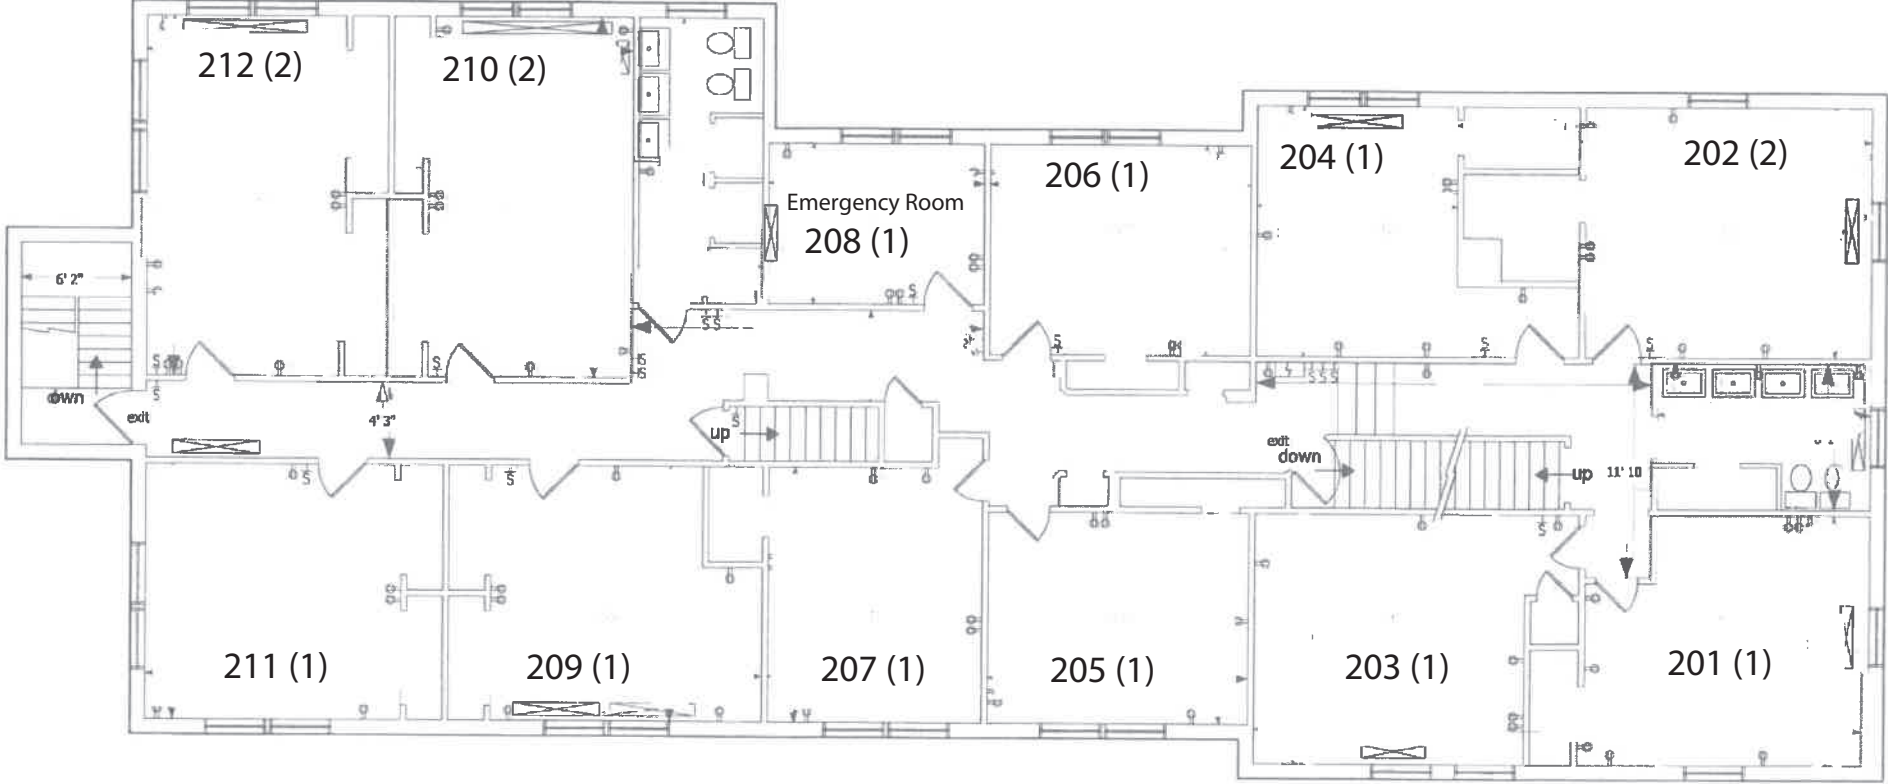 212 (2)
210 (2)
204 (1)
202 (2)
206 (1)
Emergency Room
208 (1)
6' 2"
S
S
S
S
S
S
S
S
S
S
S
S
S S S
down
exit
4' 3"
S
up
exit
down
up
11' 10
S
S
S
211 (1)
209 (1)
207 (1)
205 (1)
203 (1)
201 (1)